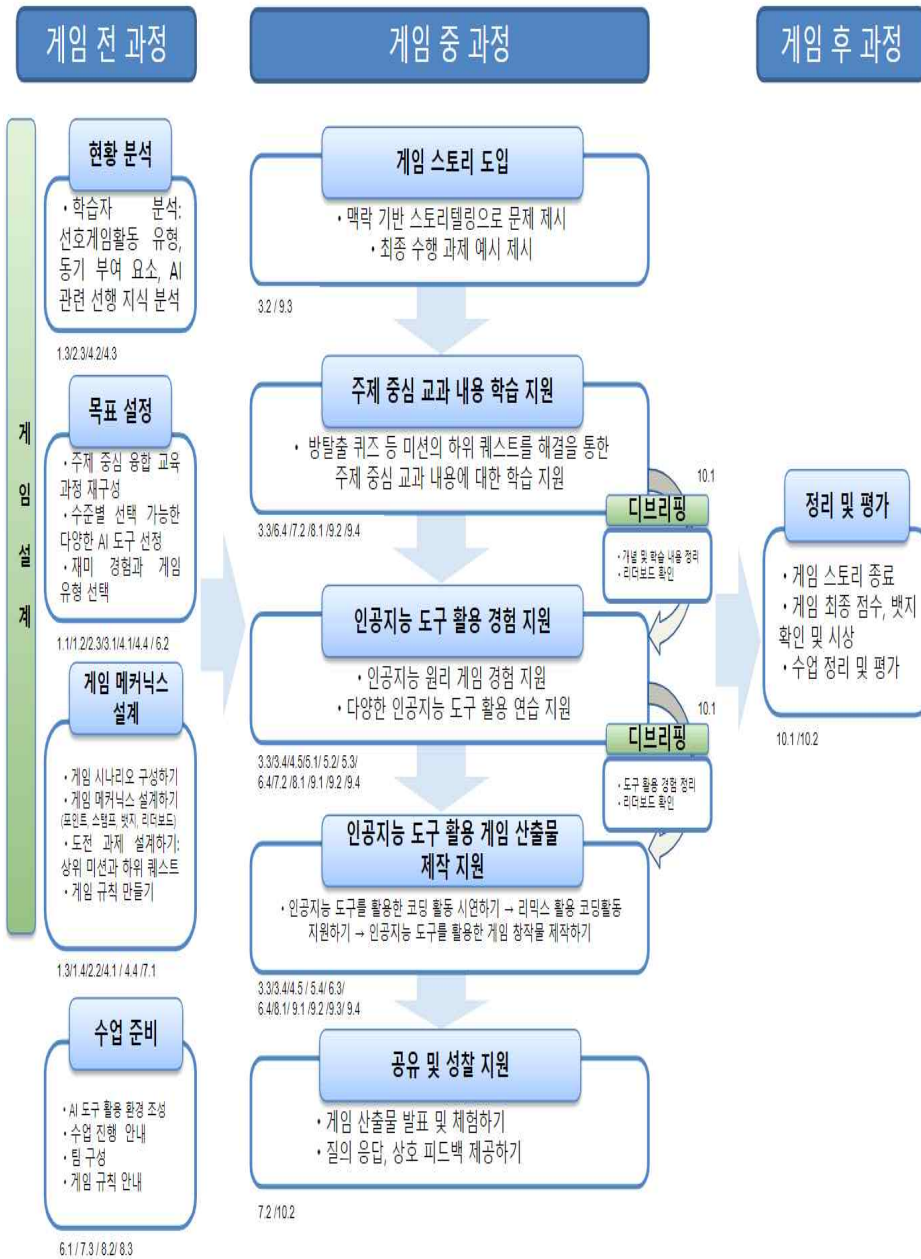 게임 전 과정
게임 중 과정
게임 후 과정
게
임
설
계
현황 분석
• 학습자 분석:
선호게임활동 유형,
동기 부여 요소, AI
관련 선행 지식 분석
1.3/2.3/4.2/4.3
목표 설정
• 주제 중심 융합 교육
과정 재구성
• 수준별 선택 가능한
다양한 AI 도구 선정
• 재미 경험과 게임
유형 선택
1.1/1.2/2.3/3.1/4.1/4.4 / 6.2
게임 메커닉스
설계
• 게임 시나리오 구성하기
• 게임 메커닉스 설계하기
(포인트, 스탬프, 뱃지, 리더보드)
• 도전 과제 설계하기:
상위 미션과 하위 퀘스트
• 게임 규칙 만들기
1.3/1.4/2.2/4.1 / 4.4 /7.1
수업 준비
• AI 도구 활용 환경 조성
• 수업 진행 안내
• 팀 구성
• 게임 규칙 안내
6.1 / 7.3 / 8.2/ 8.3
게임 스토리 도입
• 맥락 기반 스토리텔링으로 문제 제시
• 최종 수행 과제 예시 제시
3.2 / 9.3
주제 중심 교과 내용 학습 지원
• 방탈출 퀴즈 등 미션의 하위 퀘스트를 해결을 통한
주제 중심 교과 내용에 대한 학습 지원
3.3/6.4 /7.2 /8.1/ 9.2 /9.4
10.1
디브리핑
• 개념 및 학습 내용 정리
• 리더보드 확인
인공지능 도구 활용 경험 지원
• 인공지능 원리 게임 경험 지원
• 다양한 인공지능 도구 활용 연습 지원
3.3/3.4/4.5/5.1/ 5.2/ 5.3/
6.4/7.2 /8.1 /9.1 /9.2 /9.4
10.1
디브리핑
• 도구 활용 경험 정리
• 리더보드 확인
인공지능 도구 활용 게임 산출물
제작 지원
• 인공지능 도구를 활용한 코딩 활동 시연하기 → 리믹스 활용 코딩활동
지원하기 → 인공지능 도구를 활용한 게임 창작물 제작하기
3.3/3.4/4.5 / 5.4/ 6.3/
6.4/8.1/ 9.1 /9.2 /9.3/ 9.4
공유 및 성찰 지원
• 게임 산출물 발표 및 체험하기
• 질의 응답, 상호 피드백 제공하기
7.2 /10.2
정리 및 평가
• 게임 스토리 종료
• 게임 최종 점수, 뱃지
확인 및 시상
• 수업 정리 및 평가
10.1 /10.2